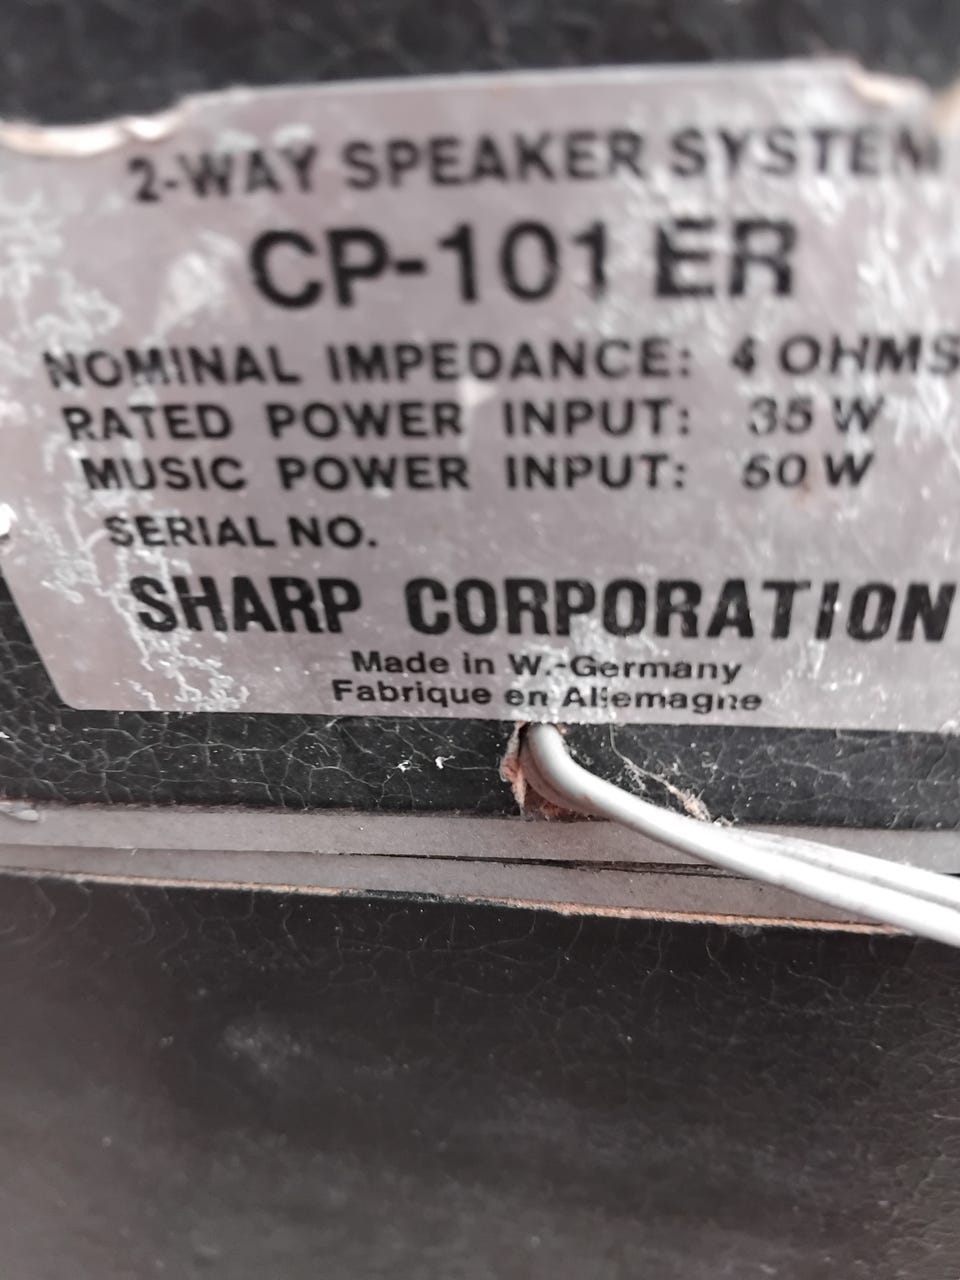 2-WAY SPEAKER SYSTEM
CP-101 ER
NOMINAL IMPEDANCE: 4 OHMS
RATED POWER INPUT: 35 W
MUSIC POWER INPUT: 50 W
SERIAL NO.
SHARP CORPORATION
Made in W.-Germany
Fabrique en Allemagne